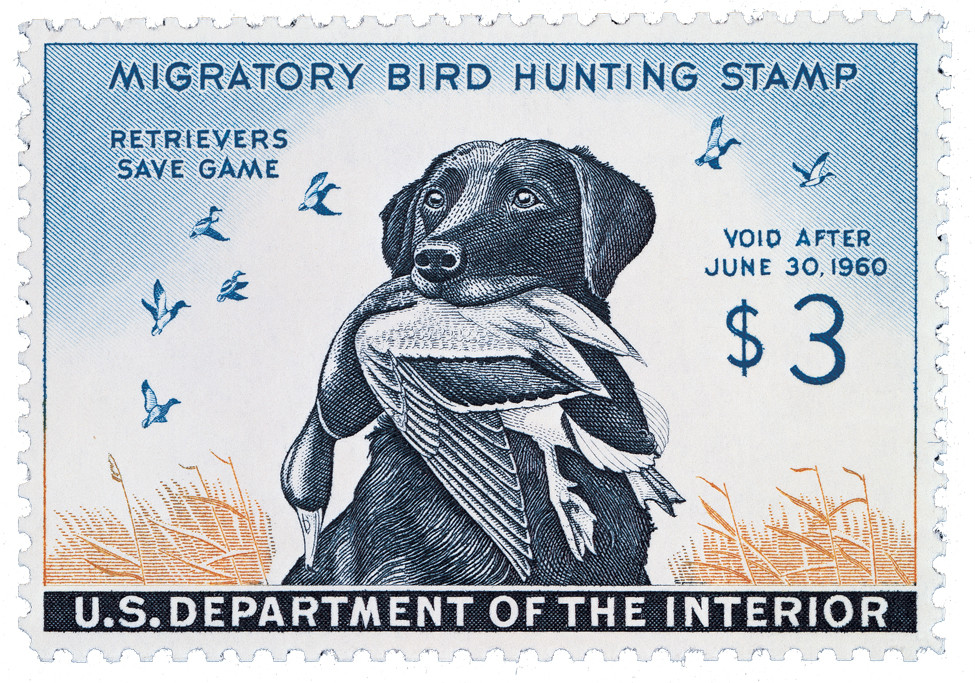 MIGRATORY BIRD HUNTING STAMP
RETRIEVERS
SAVE GAME
VOID AFTER
JUNE 30, 1960
$3
U.S. DEPARTMENT OF THE INTERIOR